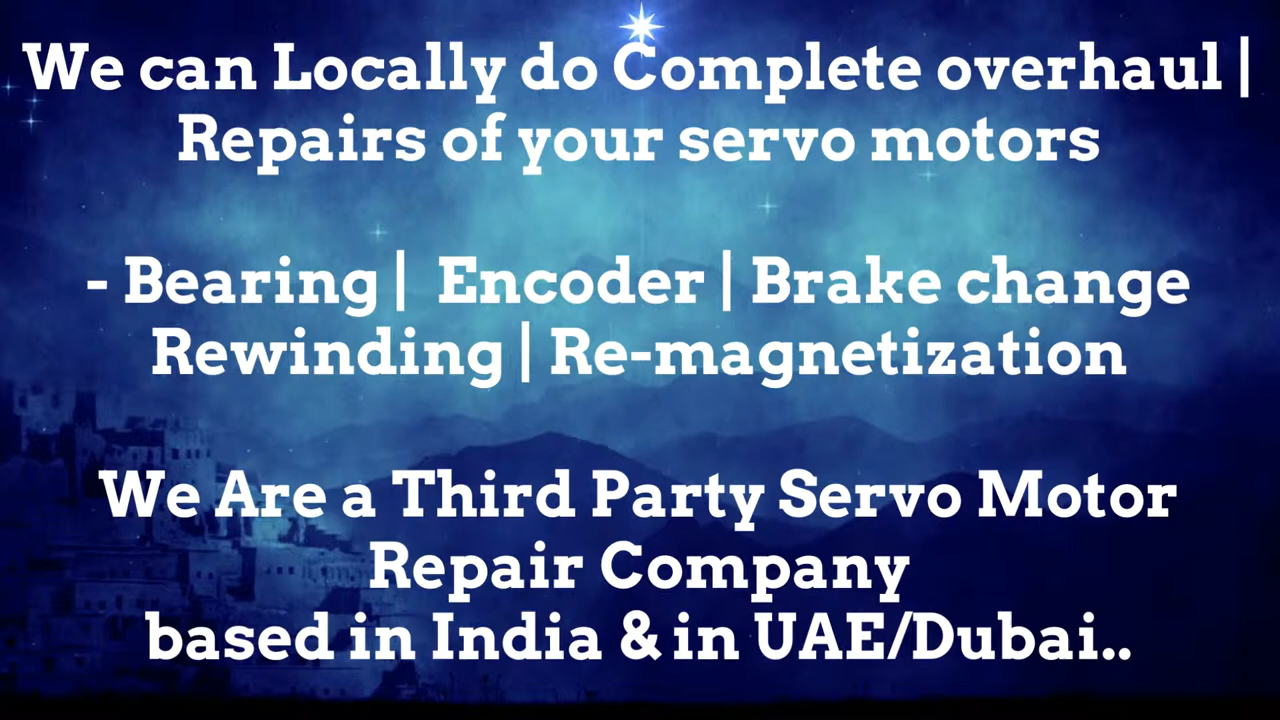 We can Locally do Complete overhaul |
Repairs of your servo motors
- Bearing | Encoder | Brake change
Rewinding | Re-magnetization
We Are a Third Party Servo Motor
Repair Company
based in India & in UAE/Dubai..